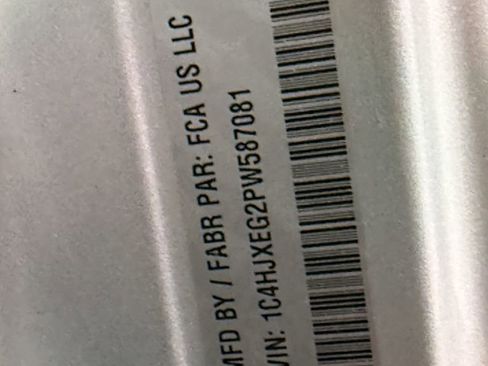 MFD BY / FABR PAR: FCA US LLC
VIN: 1C4HJXEG2PW587081